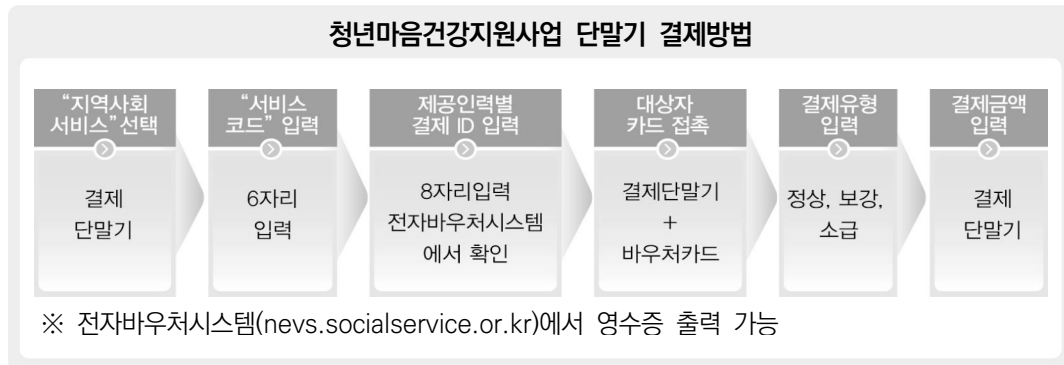 청년마음건강지원사업 단말기 결제방법
“지역사회
서비스”선택
결제
단말기
“서비스
코드” 입력
6자리
입력
제공인력별
결제 ID 입력
8자리입력
전자바우처시스템
에서 확인
대상자
카드 접촉
결제단말기
+
바우처카드
결제유형
입력
정상, 보강,
소급
결제금액
입력
결제
단말기
※ 전자바우처시스템(nevs.socialservice.or.kr)에서 영수증 출력 가능